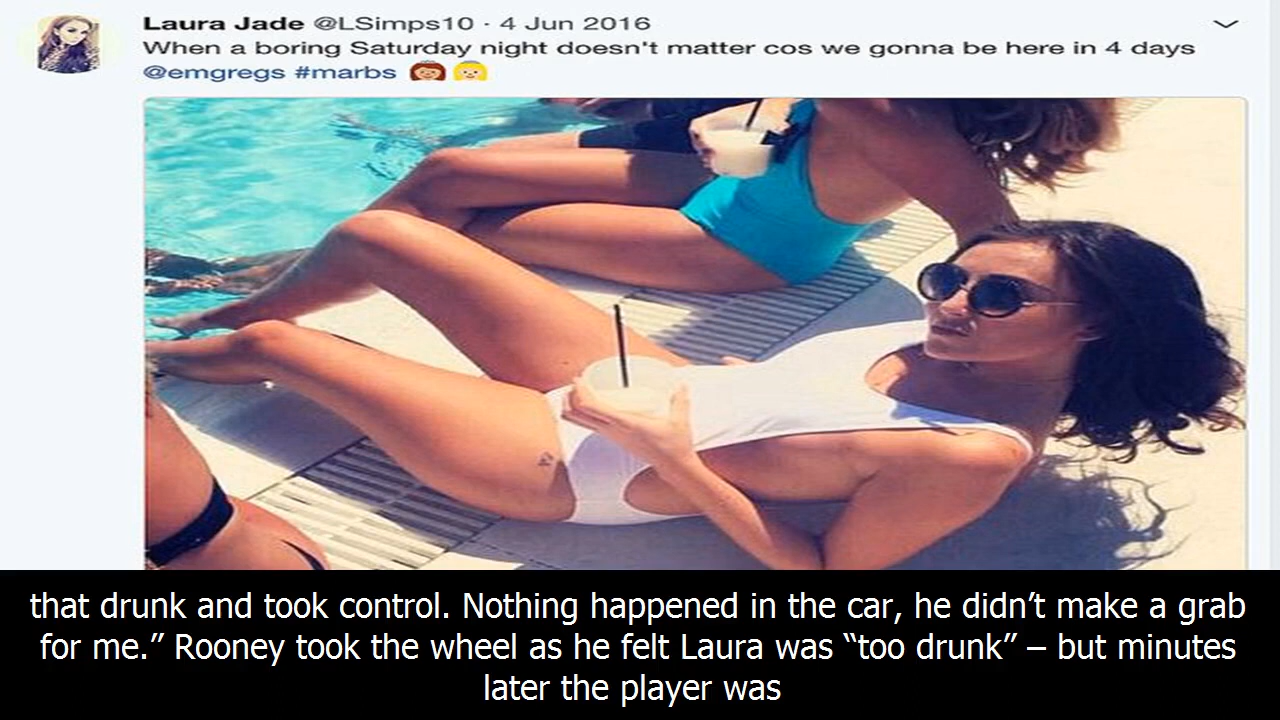 Laura Jade @LSimps10 · 4 Jun 2016
When a boring Saturday night doesn't matter cos we gonna be here in 4 days
@emgregs #marbs 👸🏽👸🏼
that drunk and took control. Nothing happened in the car, he didn’t make a grab
for me.” Rooney took the wheel as he felt Laura was “too drunk” – but minutes
later the player was